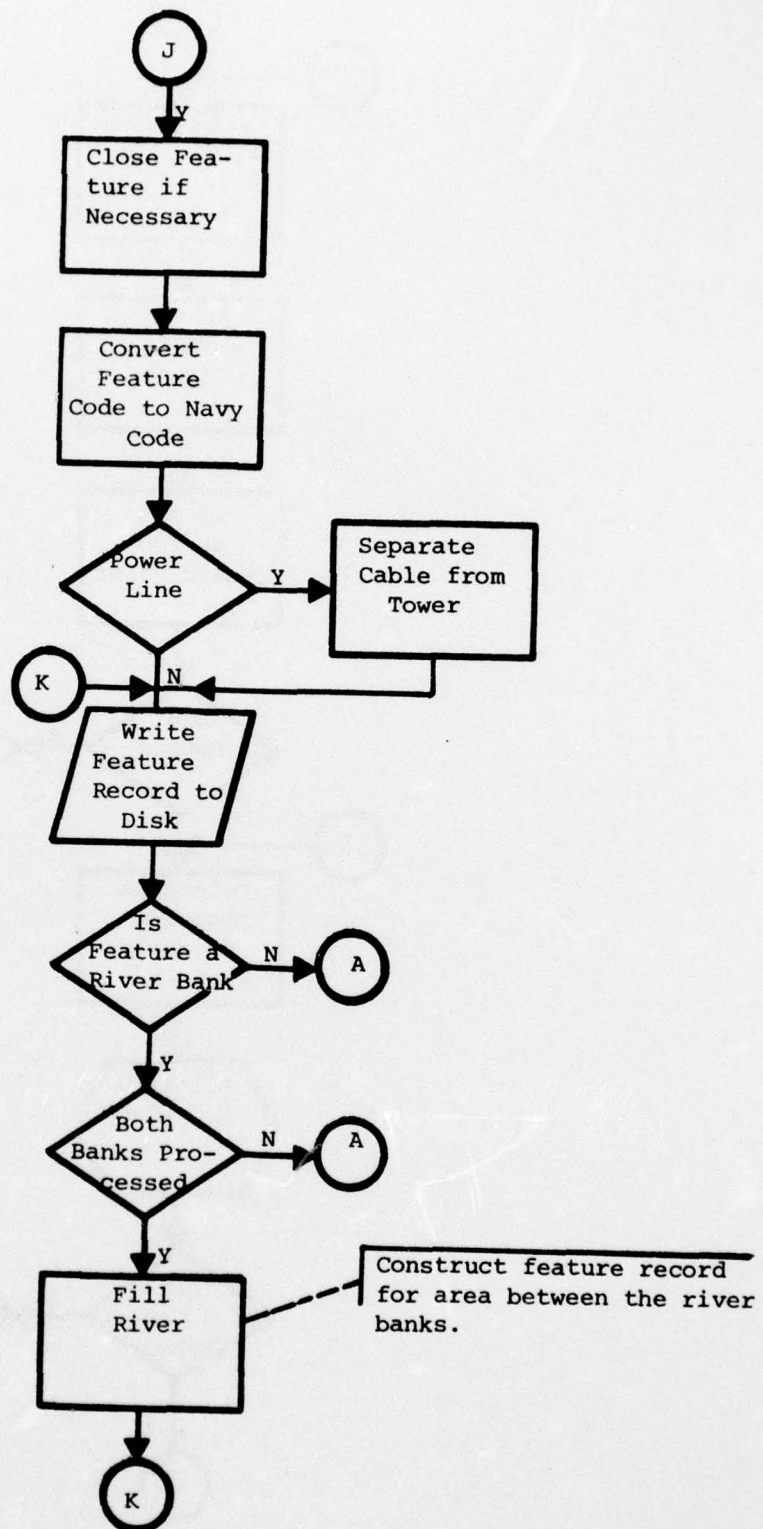 J
Y
Close Fea-
ture if
Necessary
Convert
Feature
Code to Navy
Code
Power
Line
Y
Separate
Cable from
Tower
K
N
Write
Feature
Record to
Disk
Is
Feature a
River Bank
N
A
Y
Both
Banks Pro-
cessed
N
A
Y
Fill
River
Construct feature record
for area between the river
banks.
K